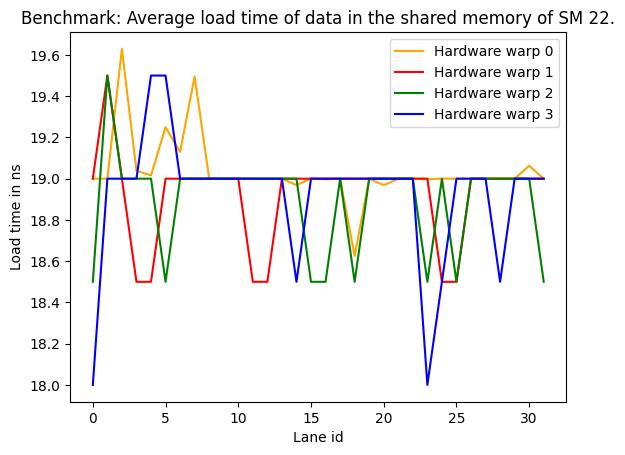 Benchmark: Average load time of data in the shared memory of SM 22.
Hardware warp 0
Hardware warp 1
Hardware warp 2
Hardware warp 3
Load time in ns
19.6
19.4
19.2
19.0
18.8
18.6
18.4
18.2
18.0
0 5 10 15 20 25 30
Lane id